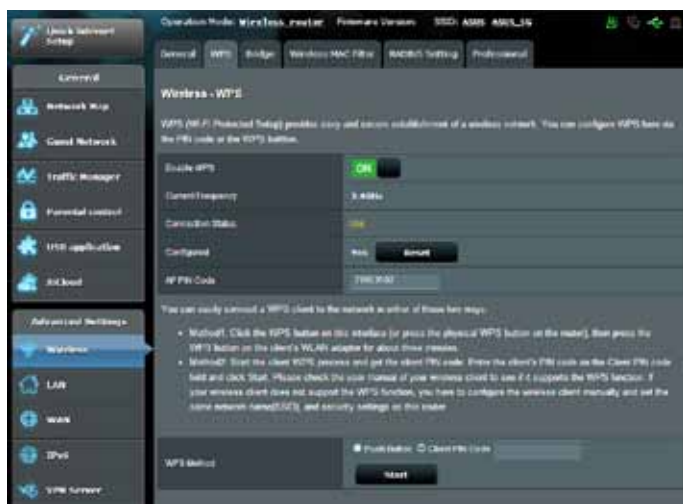 Quick Internet
Setup
Operation Mode: Wireless router Firmware Version: SSID: ASUS ASUS_5G
General WPS Bridge Wireless MAC Filter RADIUS Setting Professional
General
Network Map
Guest Network
Traffic Manager
Parental control
USB application
AiCloud
Advanced Settings
Wireless
LAN
WAN
IPv6
VPN Server
Wireless - WPS
WPS (Wi-Fi Protected Setup) provides easy and secure establishment of a wireless network. You can configure WPS here via
the PIN code or the WPS button.
Enable WPS ON
Current Frequency
Connection Status Idle
Configured Yes Reset
AP PIN Code
You can easily connect a WPS client to the network in either of these two ways:
• Method1: Click the WPS button on this interface (or press the physical WPS button on the router), then press the
WPS button on the client's WLAN adapter for about three minutes.
• Method2: Start the client WPS process and get the client PIN code. Enter the client's PIN code on the Client PIN code
field and click Start. Please check the user manual of your wireless client to see if it supports the WPS function. If
your wireless client does not support the WPS function, you have to configure the wireless client manually and set the
same network name(SSID), and security settings as this router.
WPS Method
Push button Client PIN Code
Start